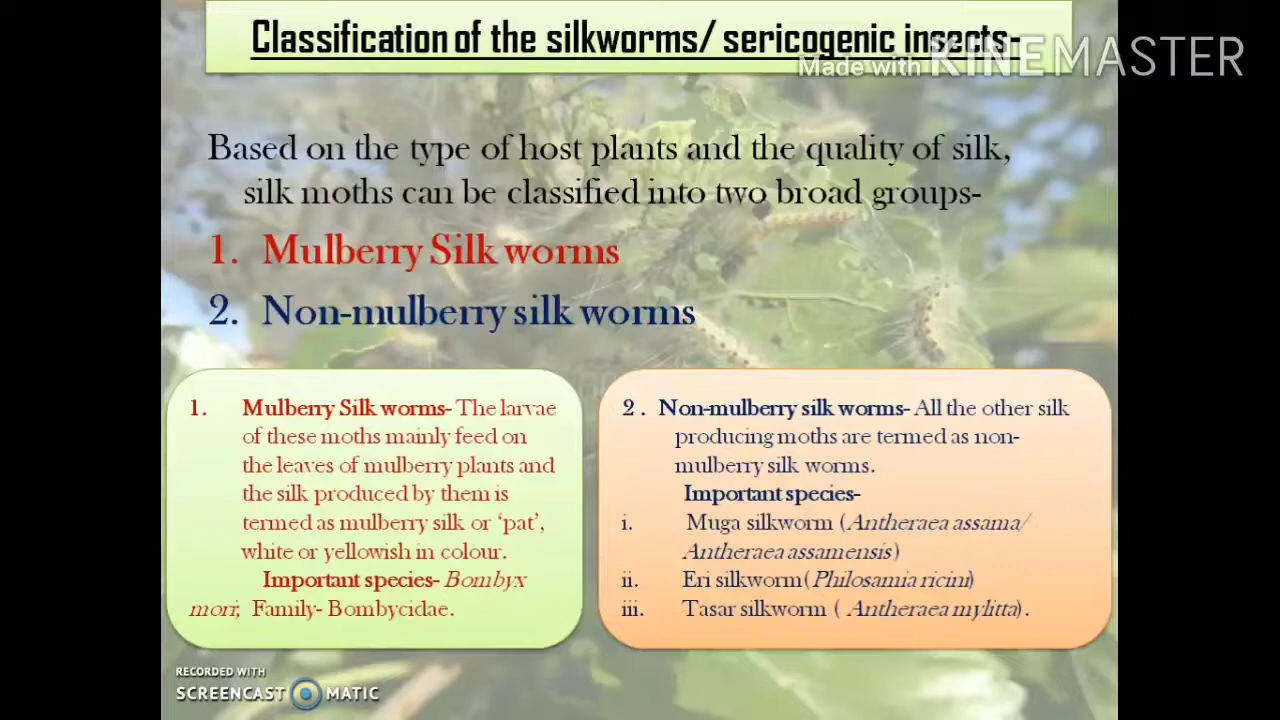 Classification of the silkworms/ sericogenic insects-
Made with KINEMASTER
Based on the type of host plants and the quality of silk,
silk moths can be classified into two broad groups-
1. Mulberry Silk worms
2. Non-mulberry silk worms
1. Mulberry Silk worms- The larvae
of these moths mainly feed on
the leaves of mulberry plants and
the silk produced by them is
termed as mulberry silk or ‘pat’,
white or yellowish in colour.
Important species- Bombyx
mori; Family- Bombycidae.
2 . Non-mulberry silk worms- All the other silk
producing moths are termed as non-
mulberry silk worms.
Important species-
i. Muga silkworm (Antheraea assama/
Antheraea assamensis)
ii. Eri silkworm(Philosamia ricini)
iii. Tasar silkworm ( Antheraea mylitta).
RECORDED WITH
SCREENCAST MATIC